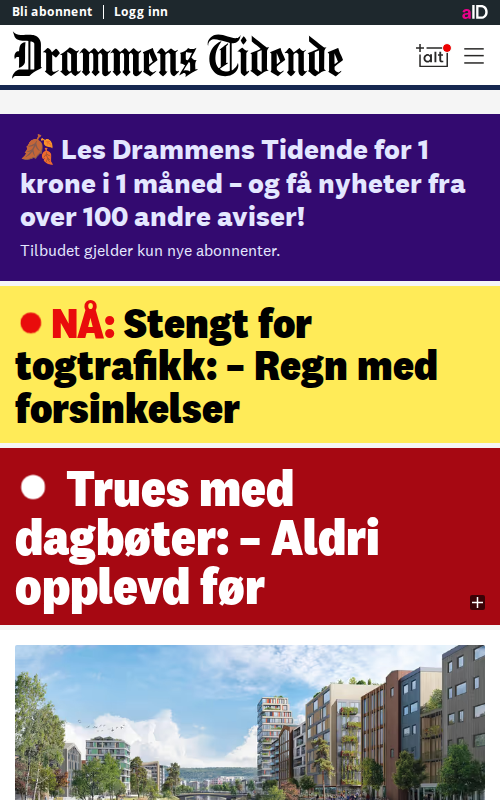 Bli abonnent | Logg inn
aID
Drammens Tidende
+alt
Les Drammens Tidende for 1
krone i 1 måned – og få nyheter fra
over 100 andre aviser!
Tilbudet gjelder kun nye abonnenter.
NÅ: Stengt for
togtrafikk: – Regn med
forsinkelser
Trues med
dagbøter: – Aldri
opplevd før
+